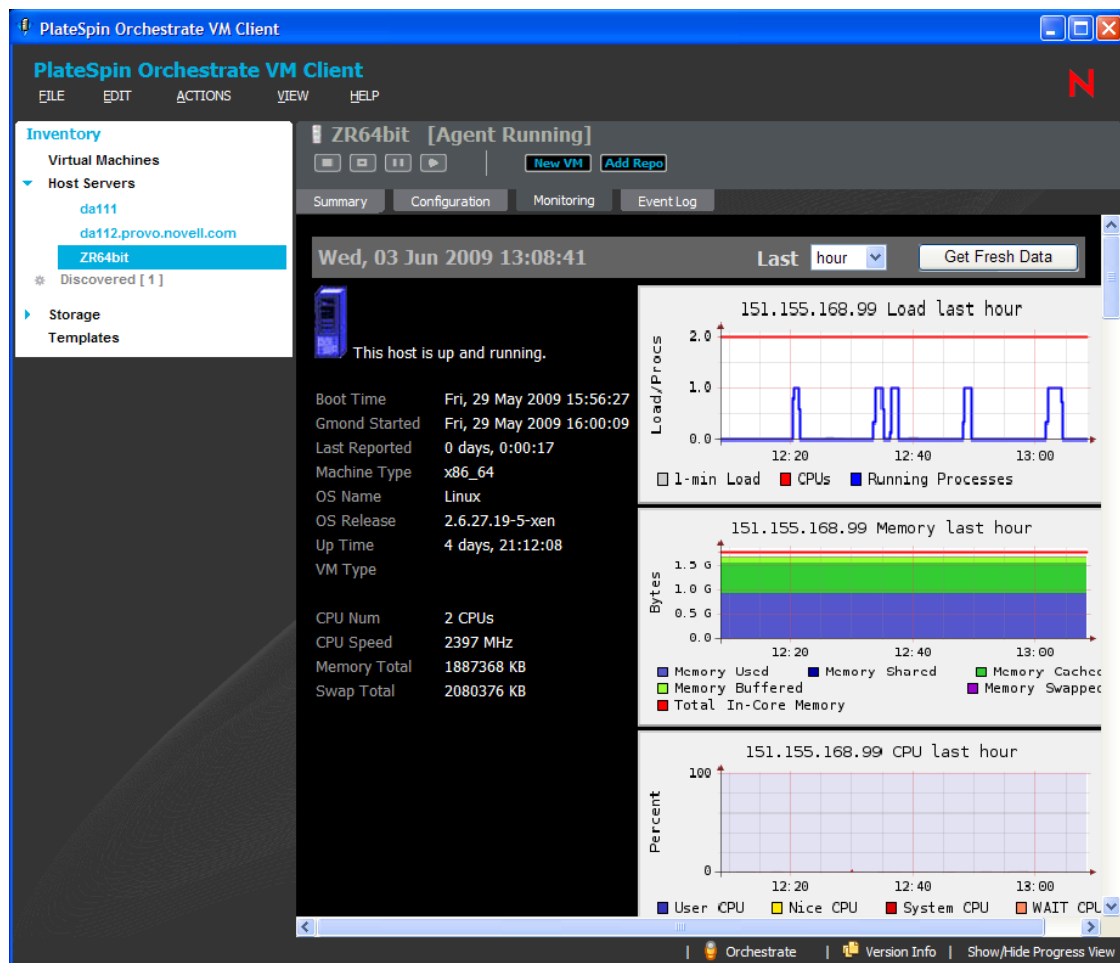 PlateSpin Orchestrate VM Client
PlateSpin Orchestrate VM Client
FILE EDIT ACTIONS VIEW HELP
N
Inventory
Virtual Machines
Host Servers
da111
da112.provo.novell.com
ZR64bit
Discovered [ 1 ]
Storage
Templates
ZR64bit [Agent Running]
New VM Add Repo
Summary Configuration Monitoring Event Log
Wed, 03 Jun 2009 13:08:41 Last hour Get Fresh Data
This host is up and running.
Boot Time Fri, 29 May 2009 15:56:27
Gmond Started Fri, 29 May 2009 16:00:09
Last Reported 0 days, 0:00:17
Machine Type x86_64
OS Name Linux
OS Release 2.6.27.19-5-xen
Up Time 4 days, 21:12:08
VM Type
CPU Num 2 CPUs
CPU Speed 2397 MHz
Memory Total 1887368 KB
Swap Total 2080376 KB
151.155.168.99 Load last hour
Load/Procs
2.0
1.0
0.0
12:20 12:40 13:00
1-min Load CPUs Running Processes
151.155.168.99 Memory last hour
Bytes
1.5 G
1.0 G
0.5 G
0.0
12:20 12:40 13:00
Memory Used Memory Shared Memory Cached
Memory Buffered Memory Swapped
Total In-Core Memory
151.155.168.99 CPU last hour
Percent
100
0
12:20 12:40 13:00
User CPU Nice CPU System CPU WAIT CPU
| Orchestrate | Version Info | Show/Hide Progress View